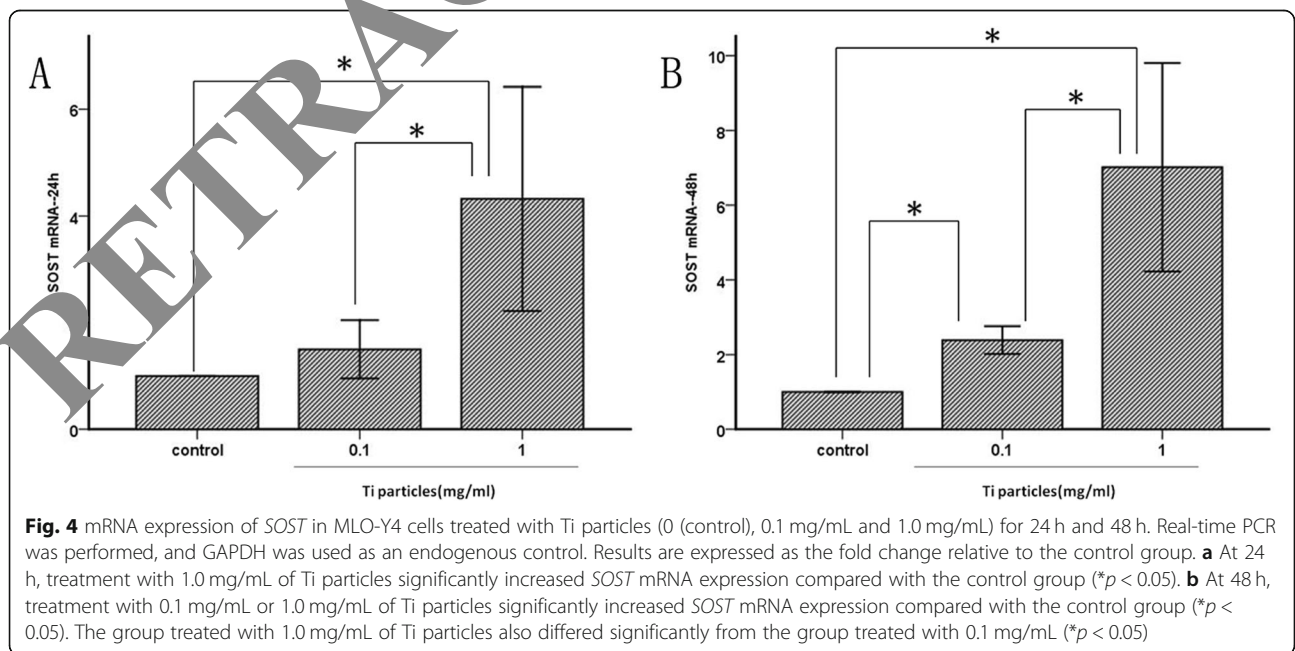 RETRAC
A
B
SOST mRNA--24h
6
4
0
*
*
control
0.1
1
Ti particles(mg/ml)
SOST mRNA--48h
10
8
6
4
2
0
*
*
*
control
0.1
1
Ti particles(mg/ml)
Fig. 4 mRNA expression of SOST in MLO-Y4 cells treated with Ti particles (0 (control), 0.1 mg/mL and 1.0 mg/mL) for 24 h and 48 h. Real-time PCR
was performed, and GAPDH was used as an endogenous control. Results are expressed as the fold change relative to the control group. a At 24
h, treatment with 1.0 mg/mL of Ti particles significantly increased SOST mRNA expression compared with the control group (*p < 0.05). b At 48 h,
treatment with 0.1 mg/mL or 1.0 mg/mL of Ti particles significantly increased SOST mRNA expression compared with the control group (*p <
0.05). The group treated with 1.0 mg/mL of Ti particles also differed significantly from the group treated with 0.1 mg/mL (*p < 0.05)